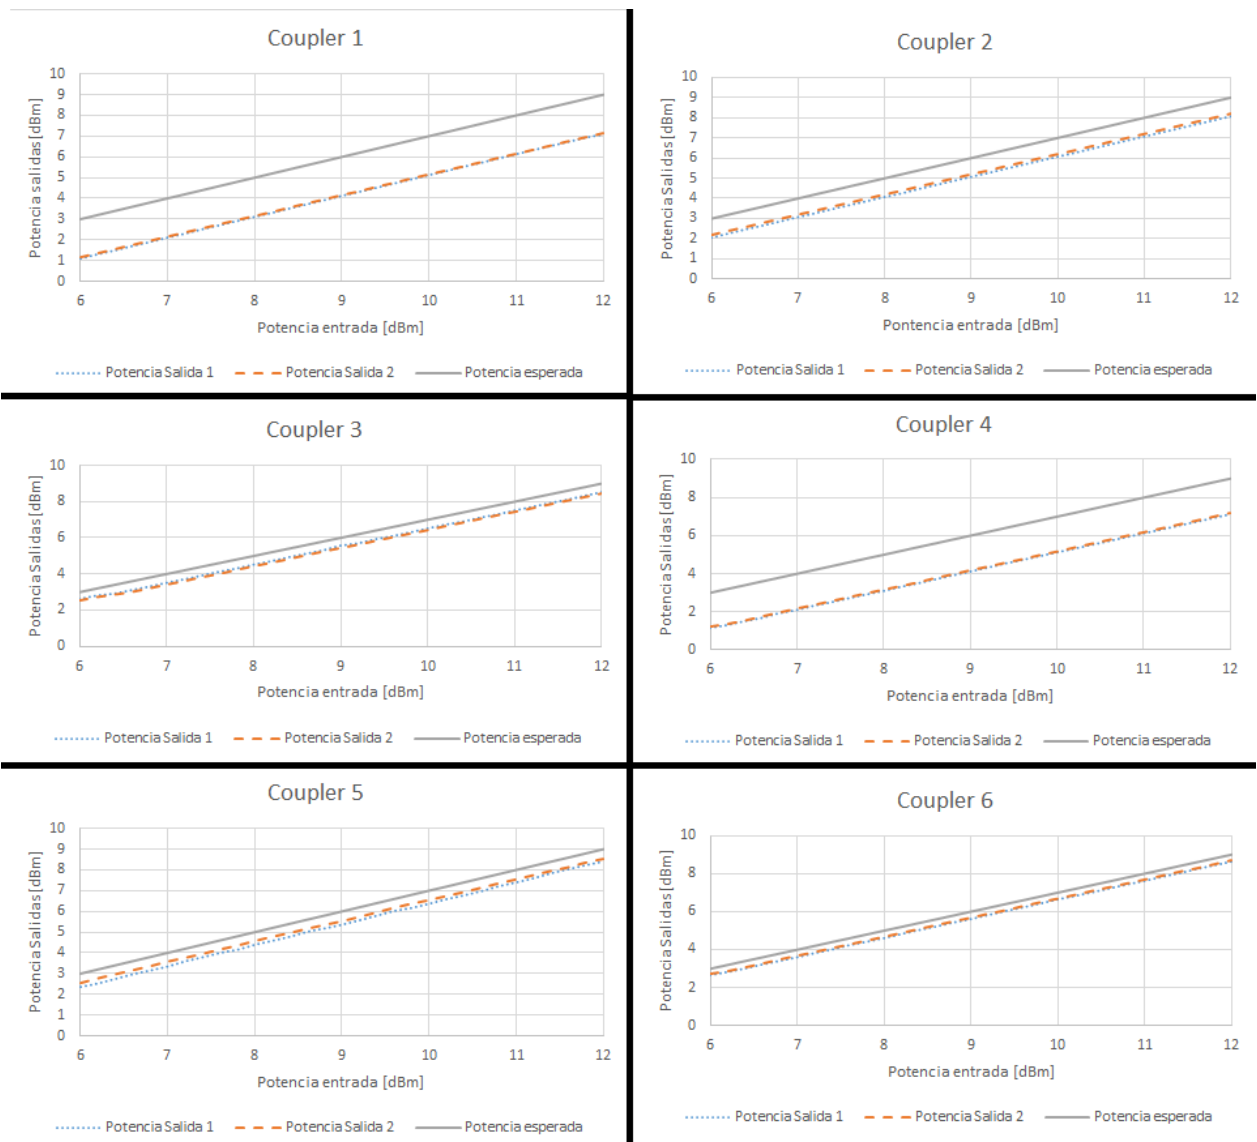 Coupler 1
Potencia salidas[dBm]
10
9
8
7
6
5
4
3
2
1
0
6 7 8 9 10 11 12
Potencia entrada [dBm]
Potencia Salida 1 Potencia Salida 2 Potencia esperada
Coupler 2
Potencia Salidas[dBm]
10
9
8
7
6
5
4
3
2
1
0
6 7 8 9 10 11 12
Pontencia entrada [dBm]
Potencia Salida 1 Potencia Salida 2 Potencia esperada
Coupler 3
Potencia Salidas[dBm]
10
8
6
4
2
0
6 7 8 9 10 11 12
Potencia entrada [dBm]
Potencia Salida 1 Potencia Salida 2 Potencia esperada
Coupler 4
Potencia Salidas[dBm]
10
8
6
4
2
0
6 7 8 9 10 11 12
Potencia entrada [dBm]
Potencia Salida 1 Potencia Salida 2 Potencia esperada
Coupler 5
Potencia Salidas[dBm]
10
9
8
7
6
5
4
3
2
1
0
6 7 8 9 10 11 12
Potencia entrada [dBm]
Potencia Salida 1 Potencia Salida 2 Potencia esperada
Coupler 6
Potencia Salidas[dBm]
10
8
6
4
2
0
6 7 8 9 10 11 12
Potencia entrada [dBm]
Potencia Salida 1 Potencia Salida 2 Potencia esperada